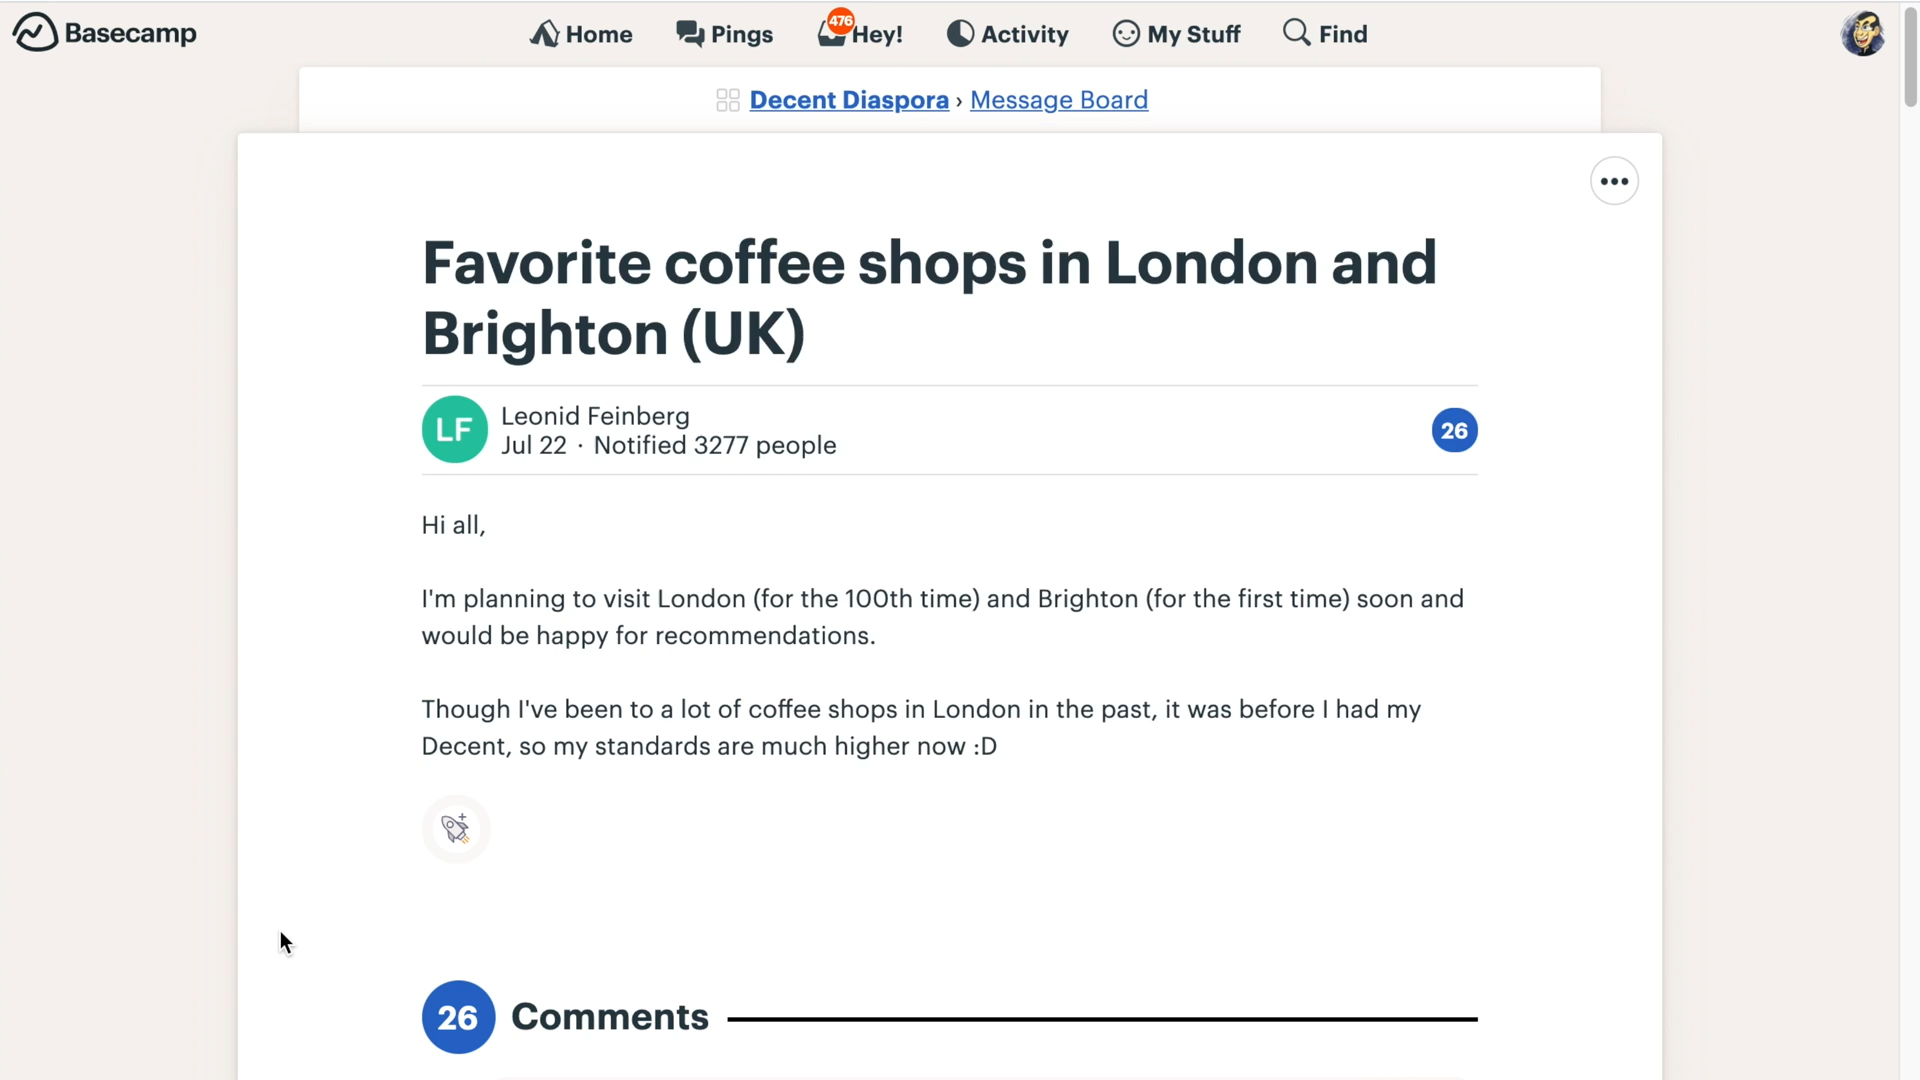 Basecamp
Home
Pings
476
Hey!
Activity
My Stuff
Find
Decent Diaspora › Message Board
Favorite coffee shops in London and
Brighton (UK)
LF
Leonid Feinberg
Jul 22 · Notified 3277 people
26
Hi all,
I'm planning to visit London (for the 100th time) and Brighton (for the first time) soon and
would be happy for recommendations.
Though I've been to a lot of coffee shops in London in the past, it was before I had my
Decent, so my standards are much higher now :D
26
Comments